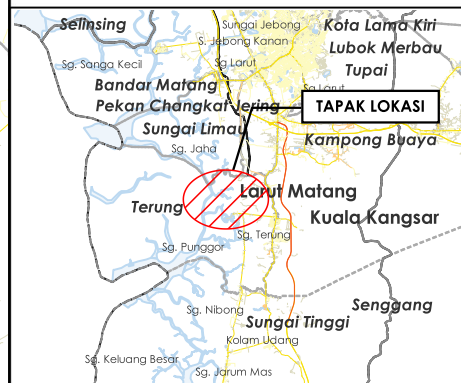 Selinsing
Sungai Jebong
Kota Lama Kiri
S. Jebong Kanan
Lubok Merbau
Sg. Sanga Kecil
Sg Larut
Tupai
Bandar Matang
Sg Larut
Pekan Changkat Jering
TAPAK LOKASI
Sungai Limau
Kampong Buaya
Sg. Jaha
Larut Matang
Terung
Kuala Kangsar
Sg. Terung
Sg. Punggor
Senggang
Sg. Nibong
Sungai Tinggi
Kolam Udang
Sg. Keluang Besar
Sg. Jarum Mas